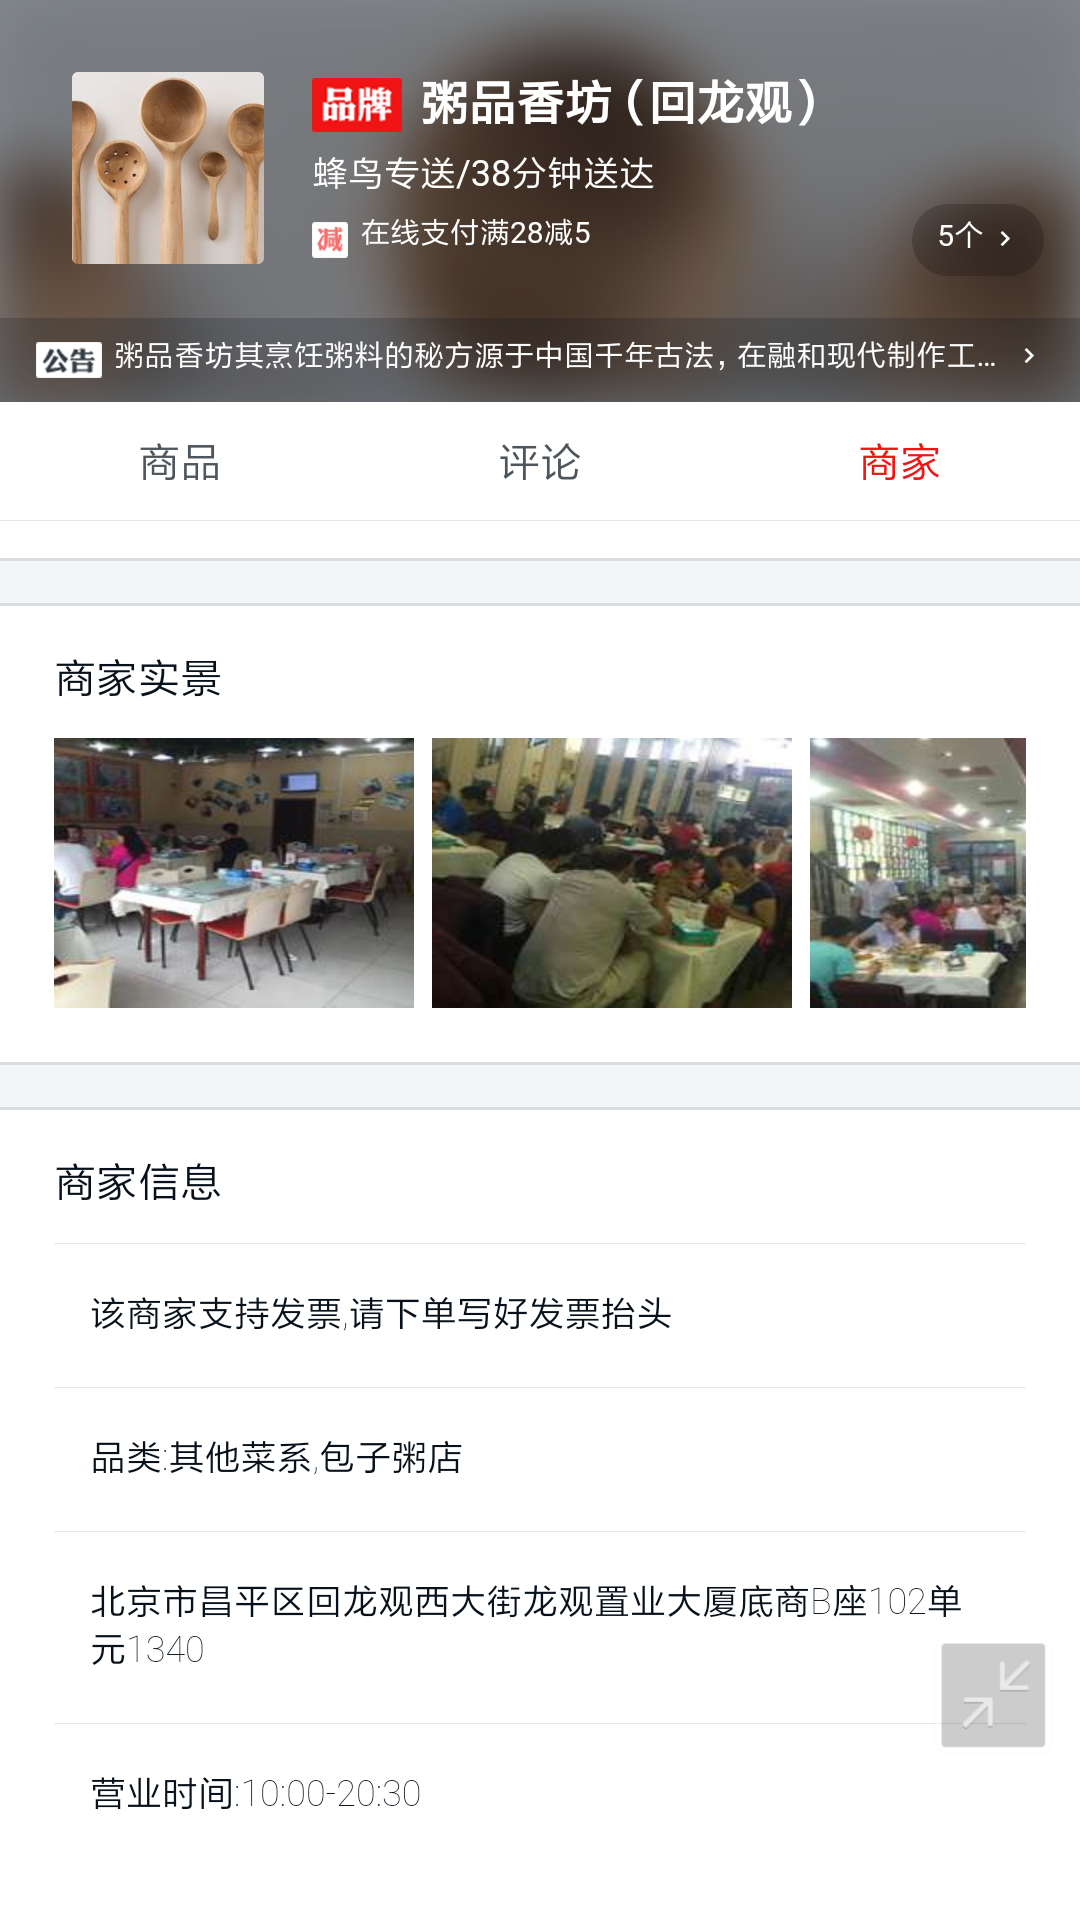 品牌 粥品香坊（回龙观）
蜂鸟专送/38分钟送达
减 在线支付满28减5
5个
公告 粥品香坊其烹饪粥料的秘方源于中国千年古法，在融和现代制作工...
商品 评论 商家
商家实景
商家信息
该商家支持发票,请下单写好发票抬头
品类:其他菜系,包子粥店
北京市昌平区回龙观西大街龙观置业大厦底商B座102单
元1340
营业时间:10:00-20:30